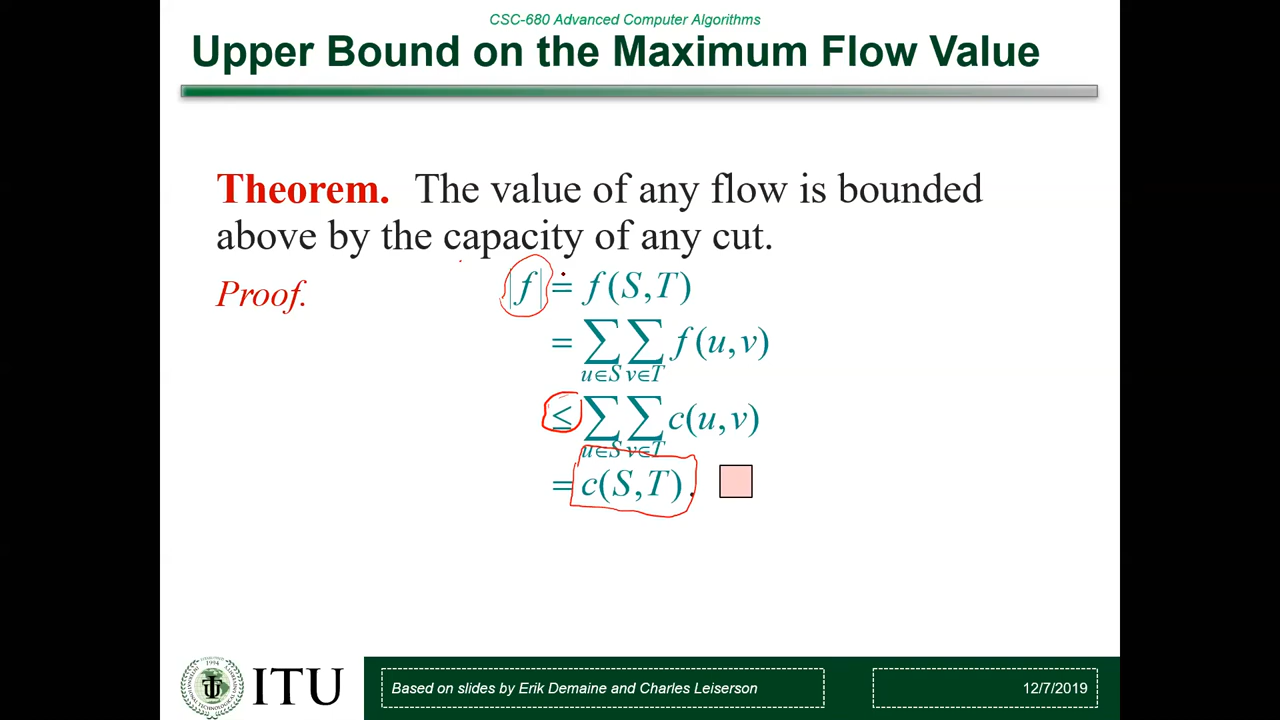 CSC-680 Advanced Computer Algorithms
Upper Bound on the Maximum Flow Value
Theorem. The value of any flow is bounded
above by the capacity of any cut.
Proof. |f| = f(S,T)
= ∑u∈S ∑v∈T f(u,v)
≤ ∑u∈S ∑v∈T c(u,v)
= c(S,T).
1994
ITU
Based on slides by Erik Demaine and Charles Leiserson
12/7/2019